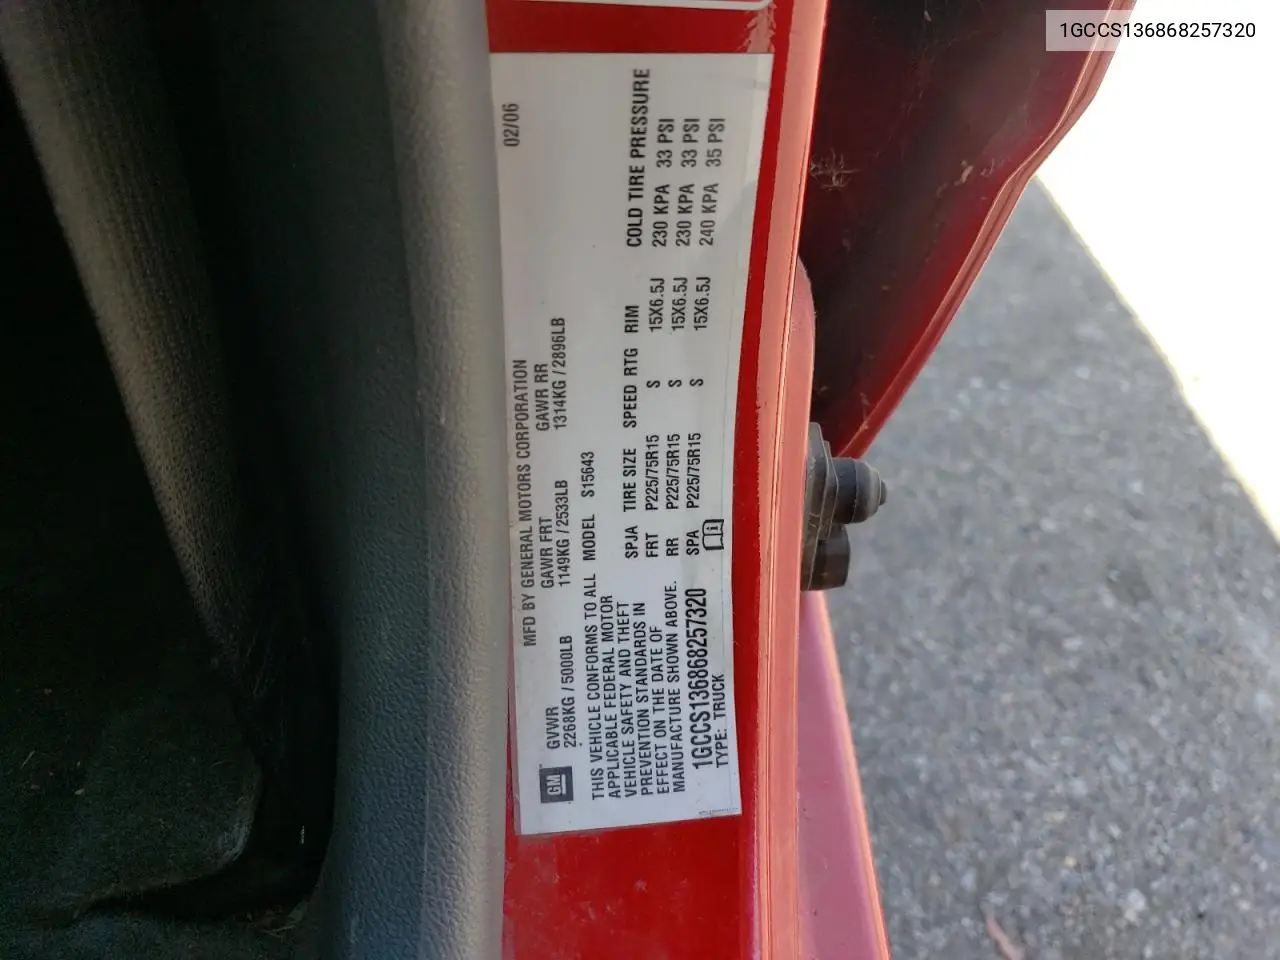 1GCCS136868257320
MFD BY GENERAL MOTORS CORPORATION 02/06
GM
GVWR GAWR FRT GAWR RR
2268KG / 5000LB 1149KG / 2533LB 1314KG / 2896LB
THIS VEHICLE CONFORMS TO ALL
APPLICABLE FEDERAL MOTOR
VEHICLE SAFETY AND THEFT
PREVENTION STANDARDS IN
EFFECT ON THE DATE OF
MANUFACTURE SHOWN ABOVE.
MODEL S15643
SPJA TIRE SIZE SPEED RTG RIM COLD TIRE PRESSURE
FRT P225/75R15 S 15X6.5J 230 KPA 33 PSI
RR P225/75R15 S 15X6.5J 230 KPA 33 PSI
SPA P225/75R15 S 15X6.5J 240 KPA 35 PSI
1GCCS136868257320
TYPE: TRUCK